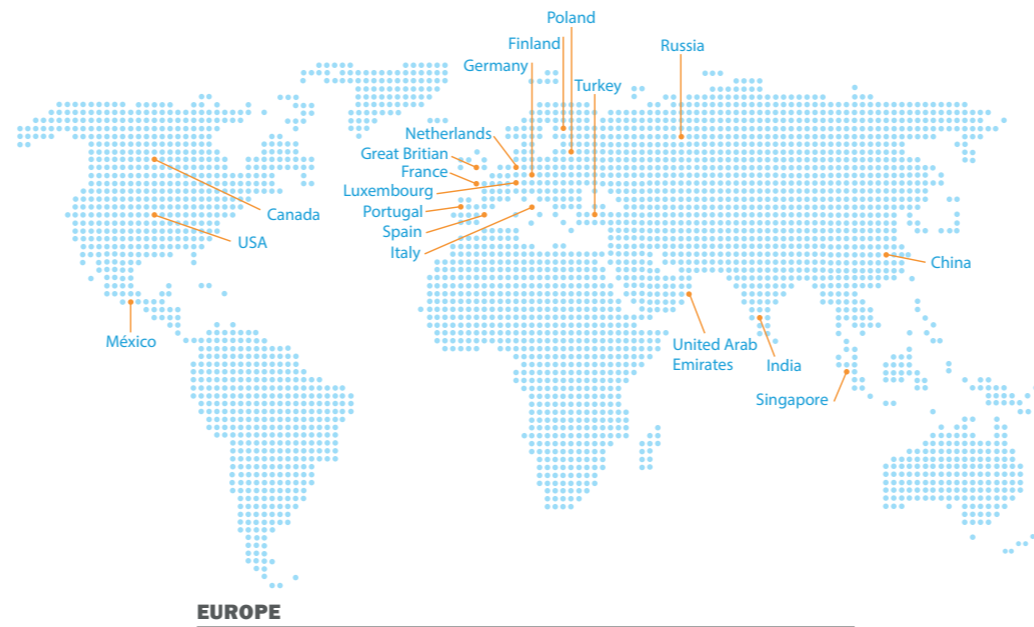 Poland
Finland
Russia
Germany
Turkey
Netherlands
Great Britian
France
Luxembourg
Portugal
Canada
Spain
USA
Italy
China
México
United Arab
Emirates
India
Singapore
EUROPE